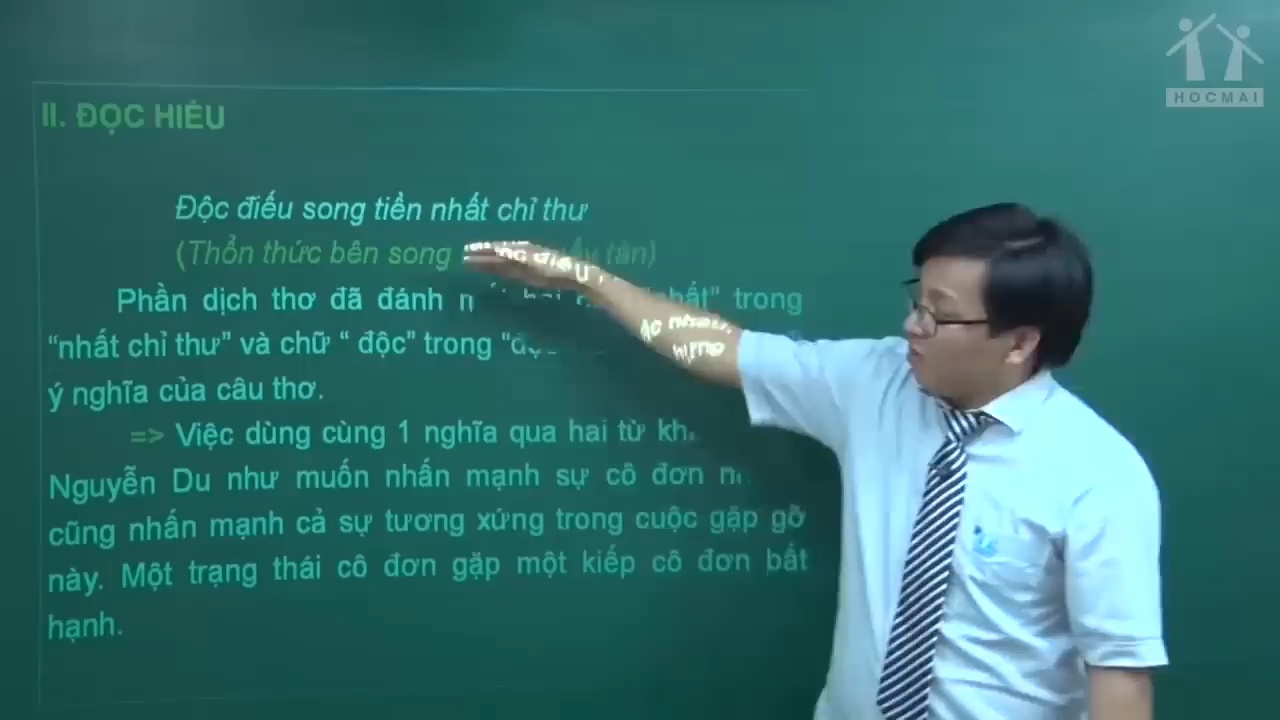 HOCMAI
II. ĐỌC HIỂU
Độc điếu song tiền nhất chỉ thư
(Thổn thức bên song tàn)
Phần dịch thơ đã đánh nhất” trong
“nhất chỉ thư” và chữ “ độc” trong
ý nghĩa của câu thơ.
=> Việc dùng cùng 1 nghĩa qua hai từ
Nguyễn Du như muốn nhấn mạnh sự cô đơn
cũng nhấn mạnh cả sự tương xứng trong cuộc gặp gỡ
này. Một trạng thái cô đơn gặp một kiếp cô đơn bất
hạnh.